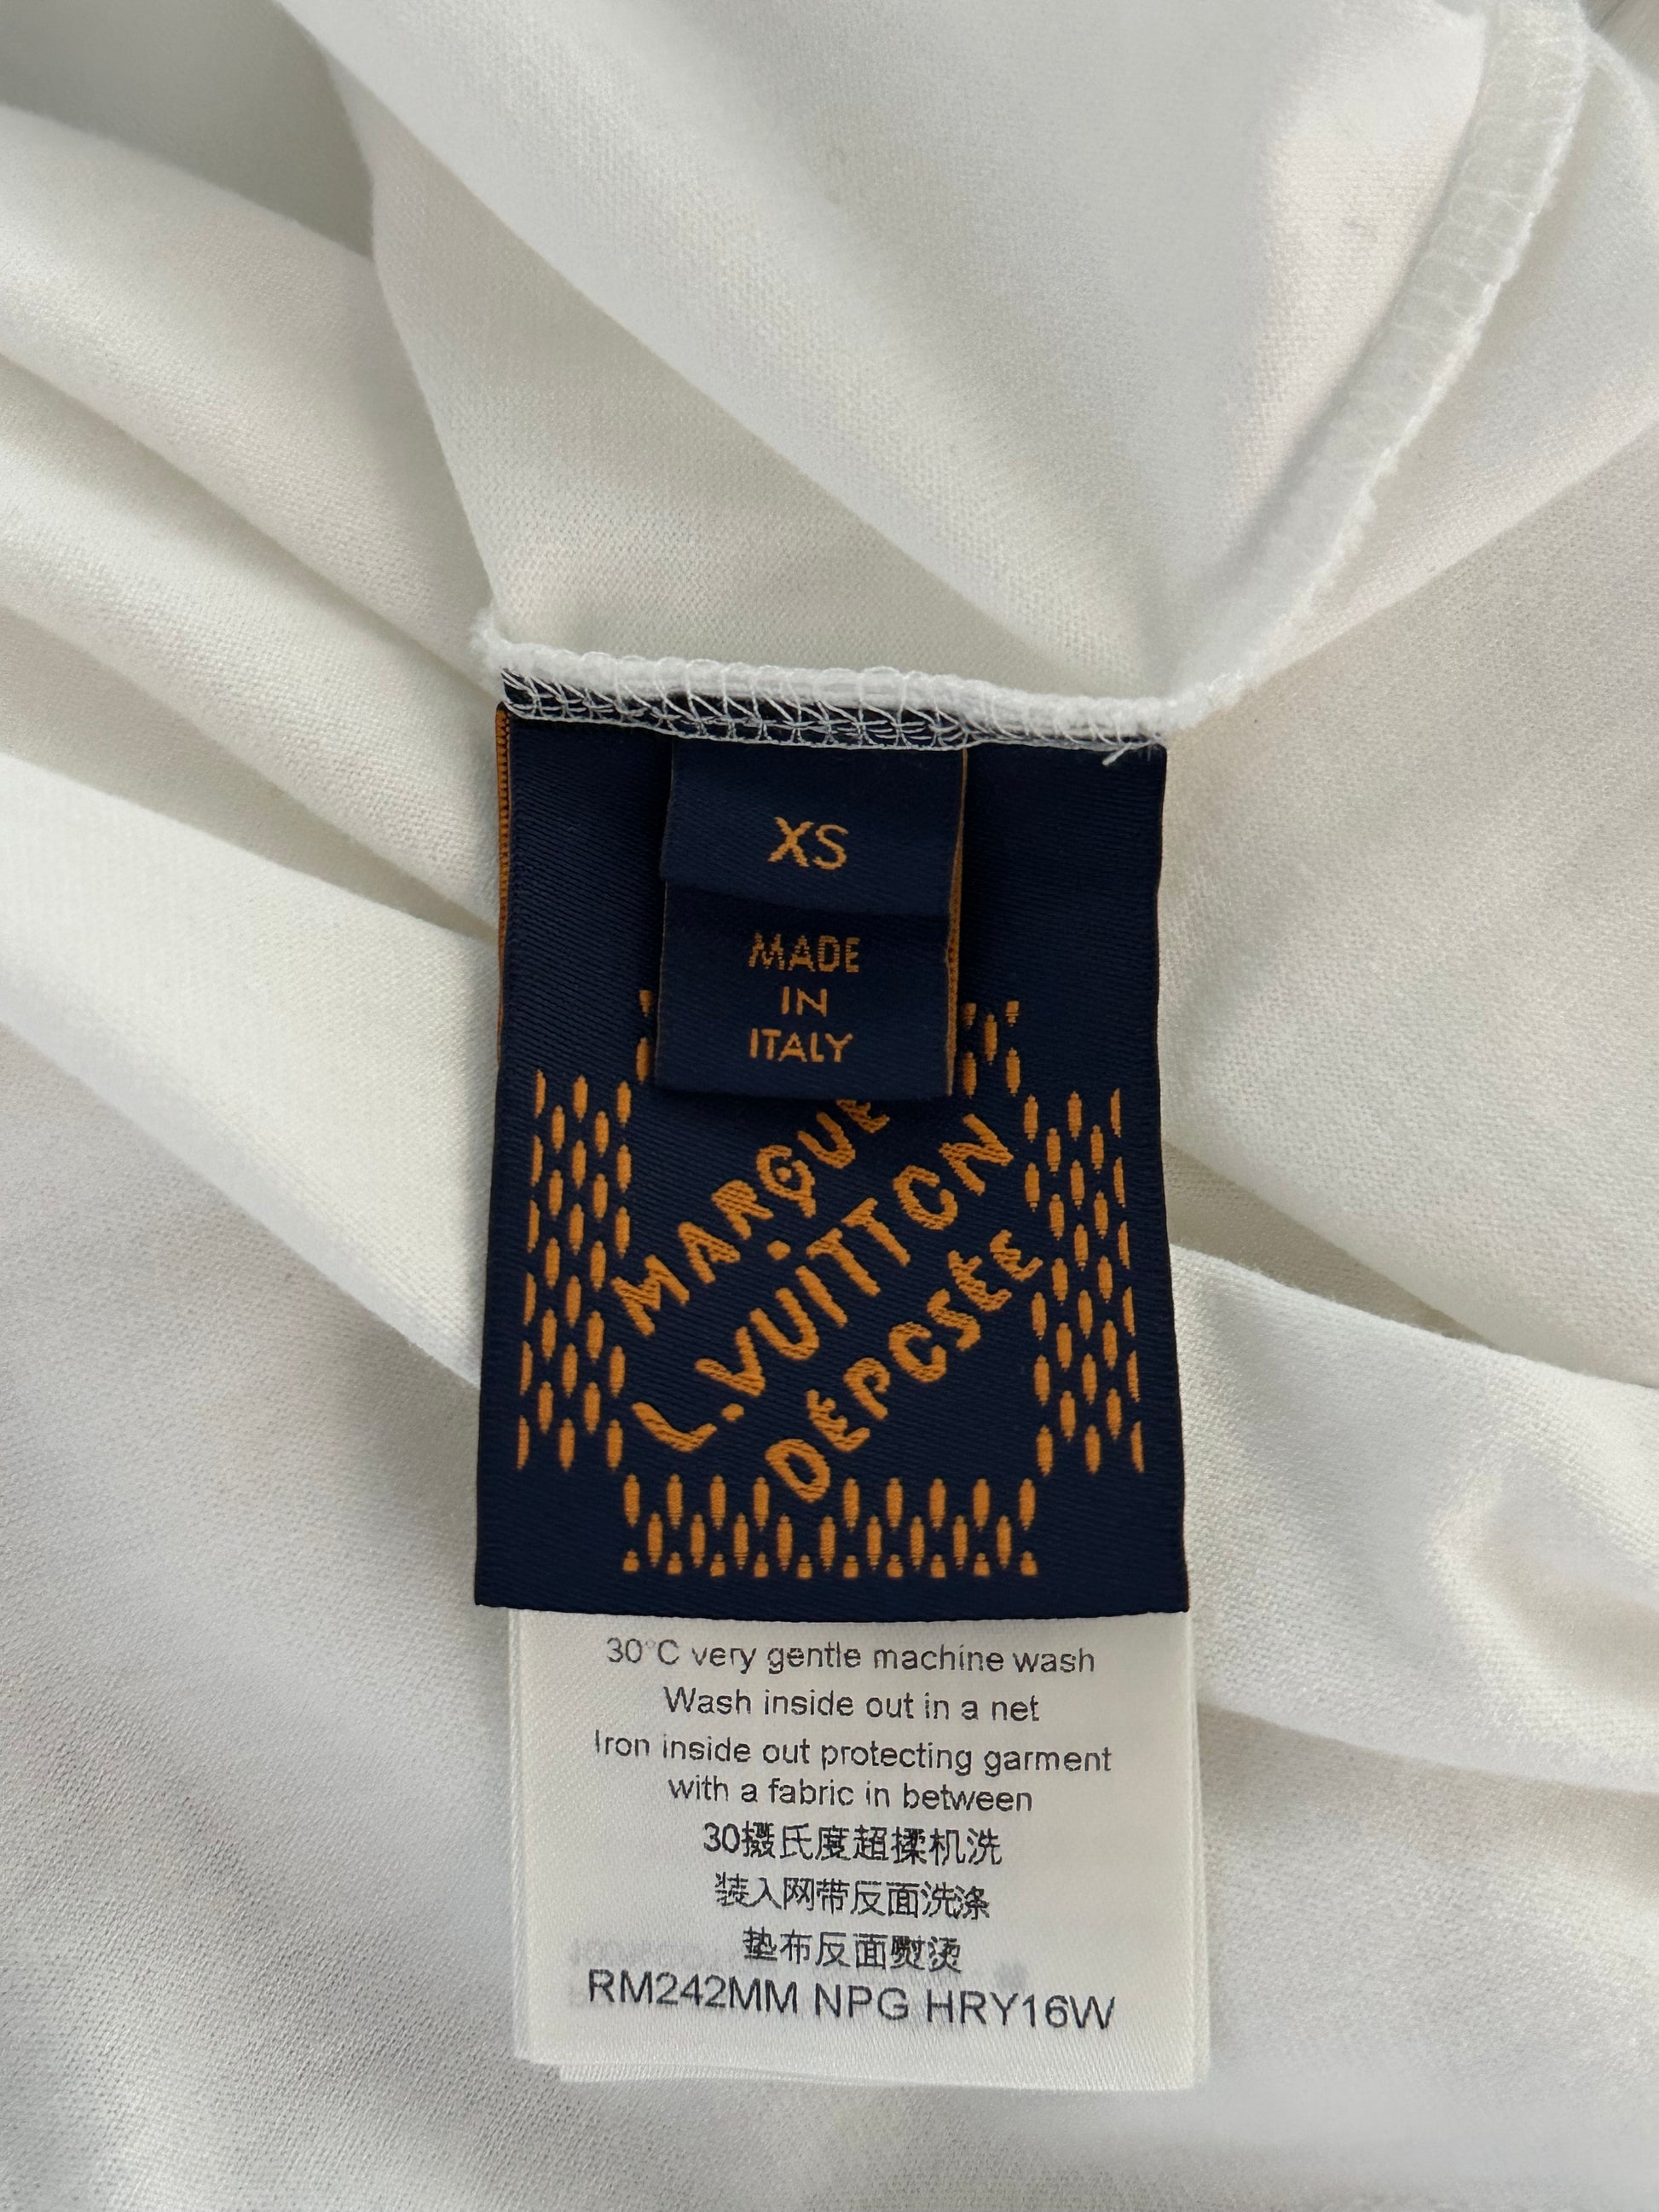 XS
MADE
IN
ITALY
MARQUE
L.VUITTON
DÉPOSÉE
30°C very gentle machine wash
Wash inside out in a net
Iron inside out protecting garment
with a fabric in between
30摄氏度超揉机洗
装入网带反面洗涤
垫布反面熨烫
RM242MM NPG HRY16W